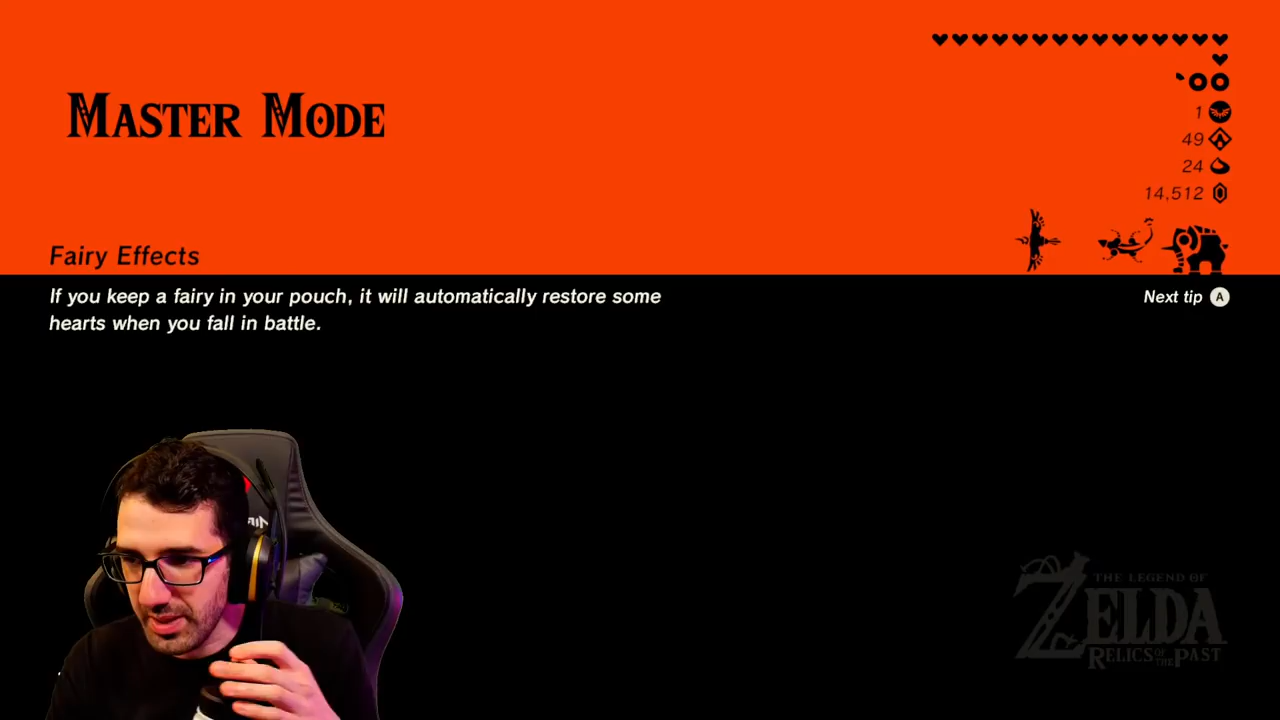 Master Mode
1
49
24
14,512
Fairy Effects
If you keep a fairy in your pouch, it will automatically restore some
hearts when you fall in battle.
Next tip A
THE LEGEND OF
ZELDA
RELICS OF THE PAST